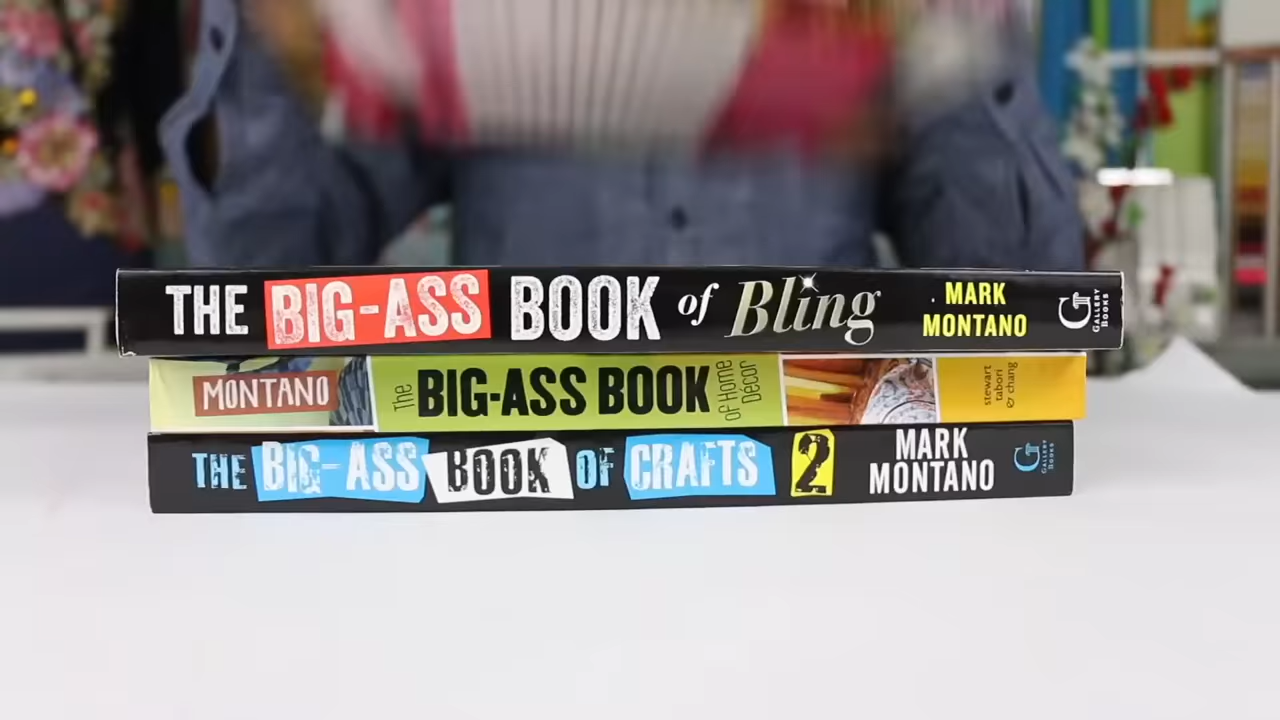 THE BIG-ASS BOOK of Bling MARK MONTANO G GALLERY BOOKS
MONTANO The BIG-ASS BOOK of Home Décor stewart tabori & chang
THE BIG-ASS BOOK OF CRAFTS 2 MARK MONTANO G GALLERY BOOKS